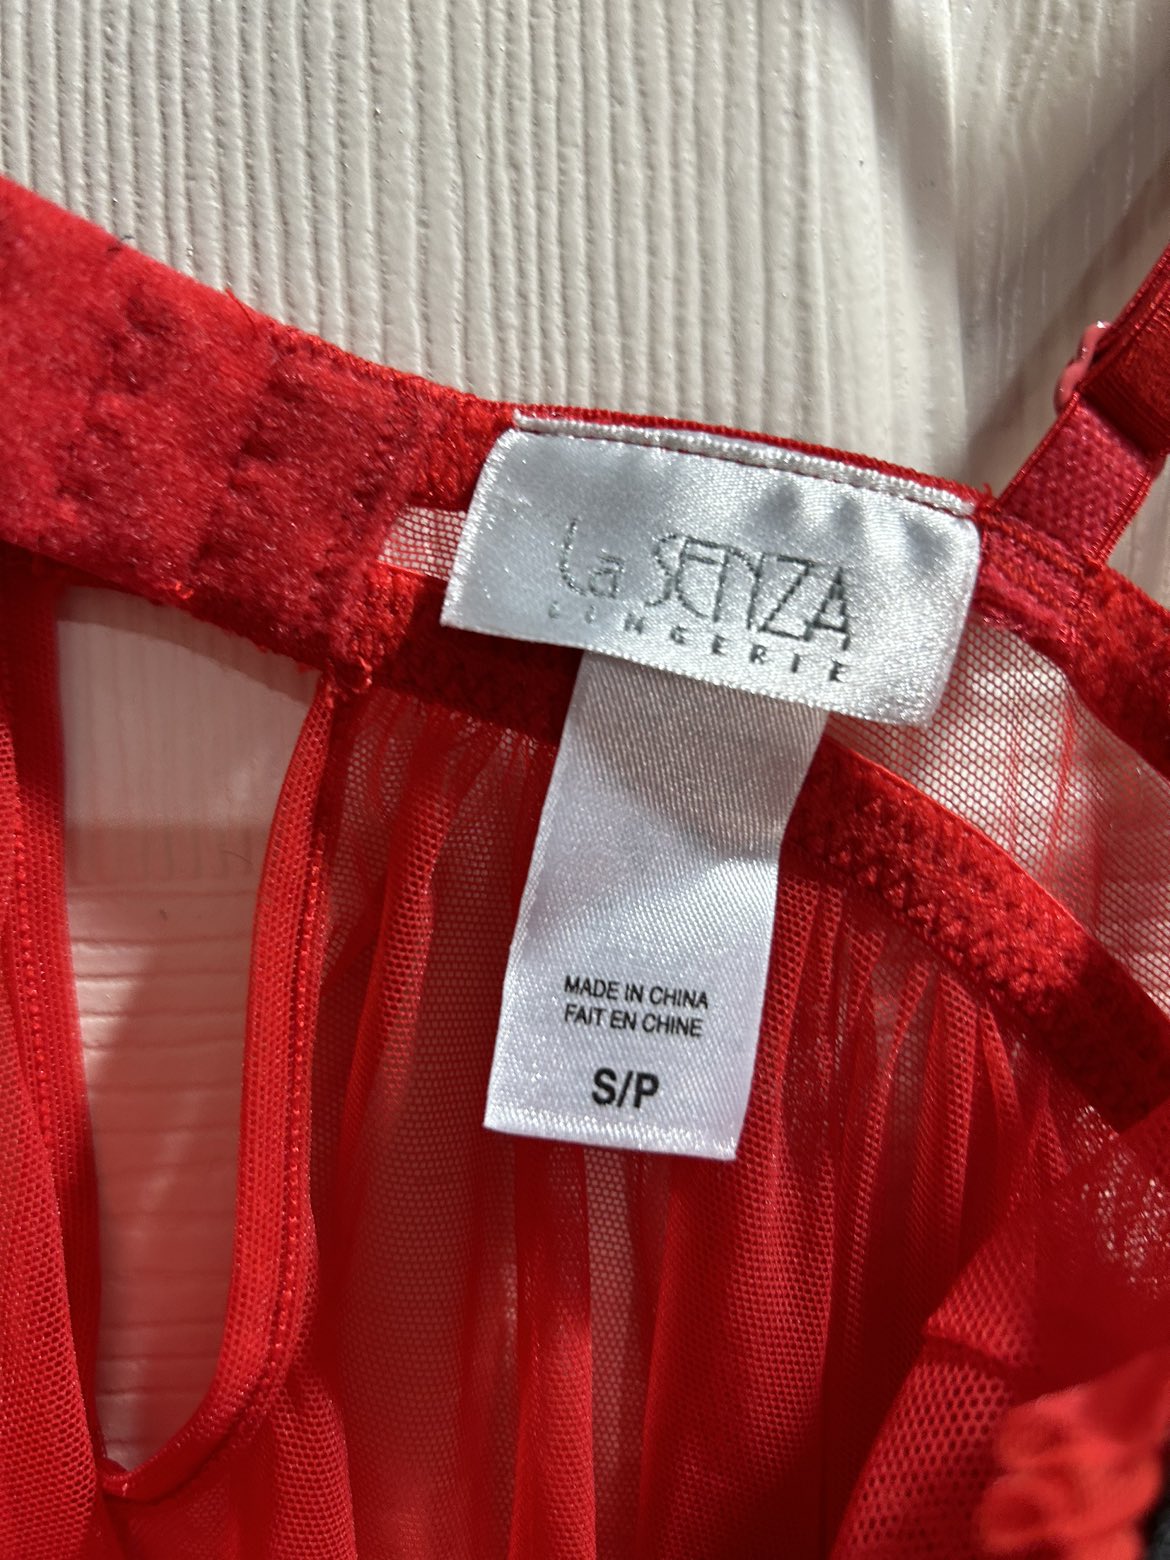 La SENZA
LINGERIE
MADE IN CHINA
FAIT EN CHINE
S/P